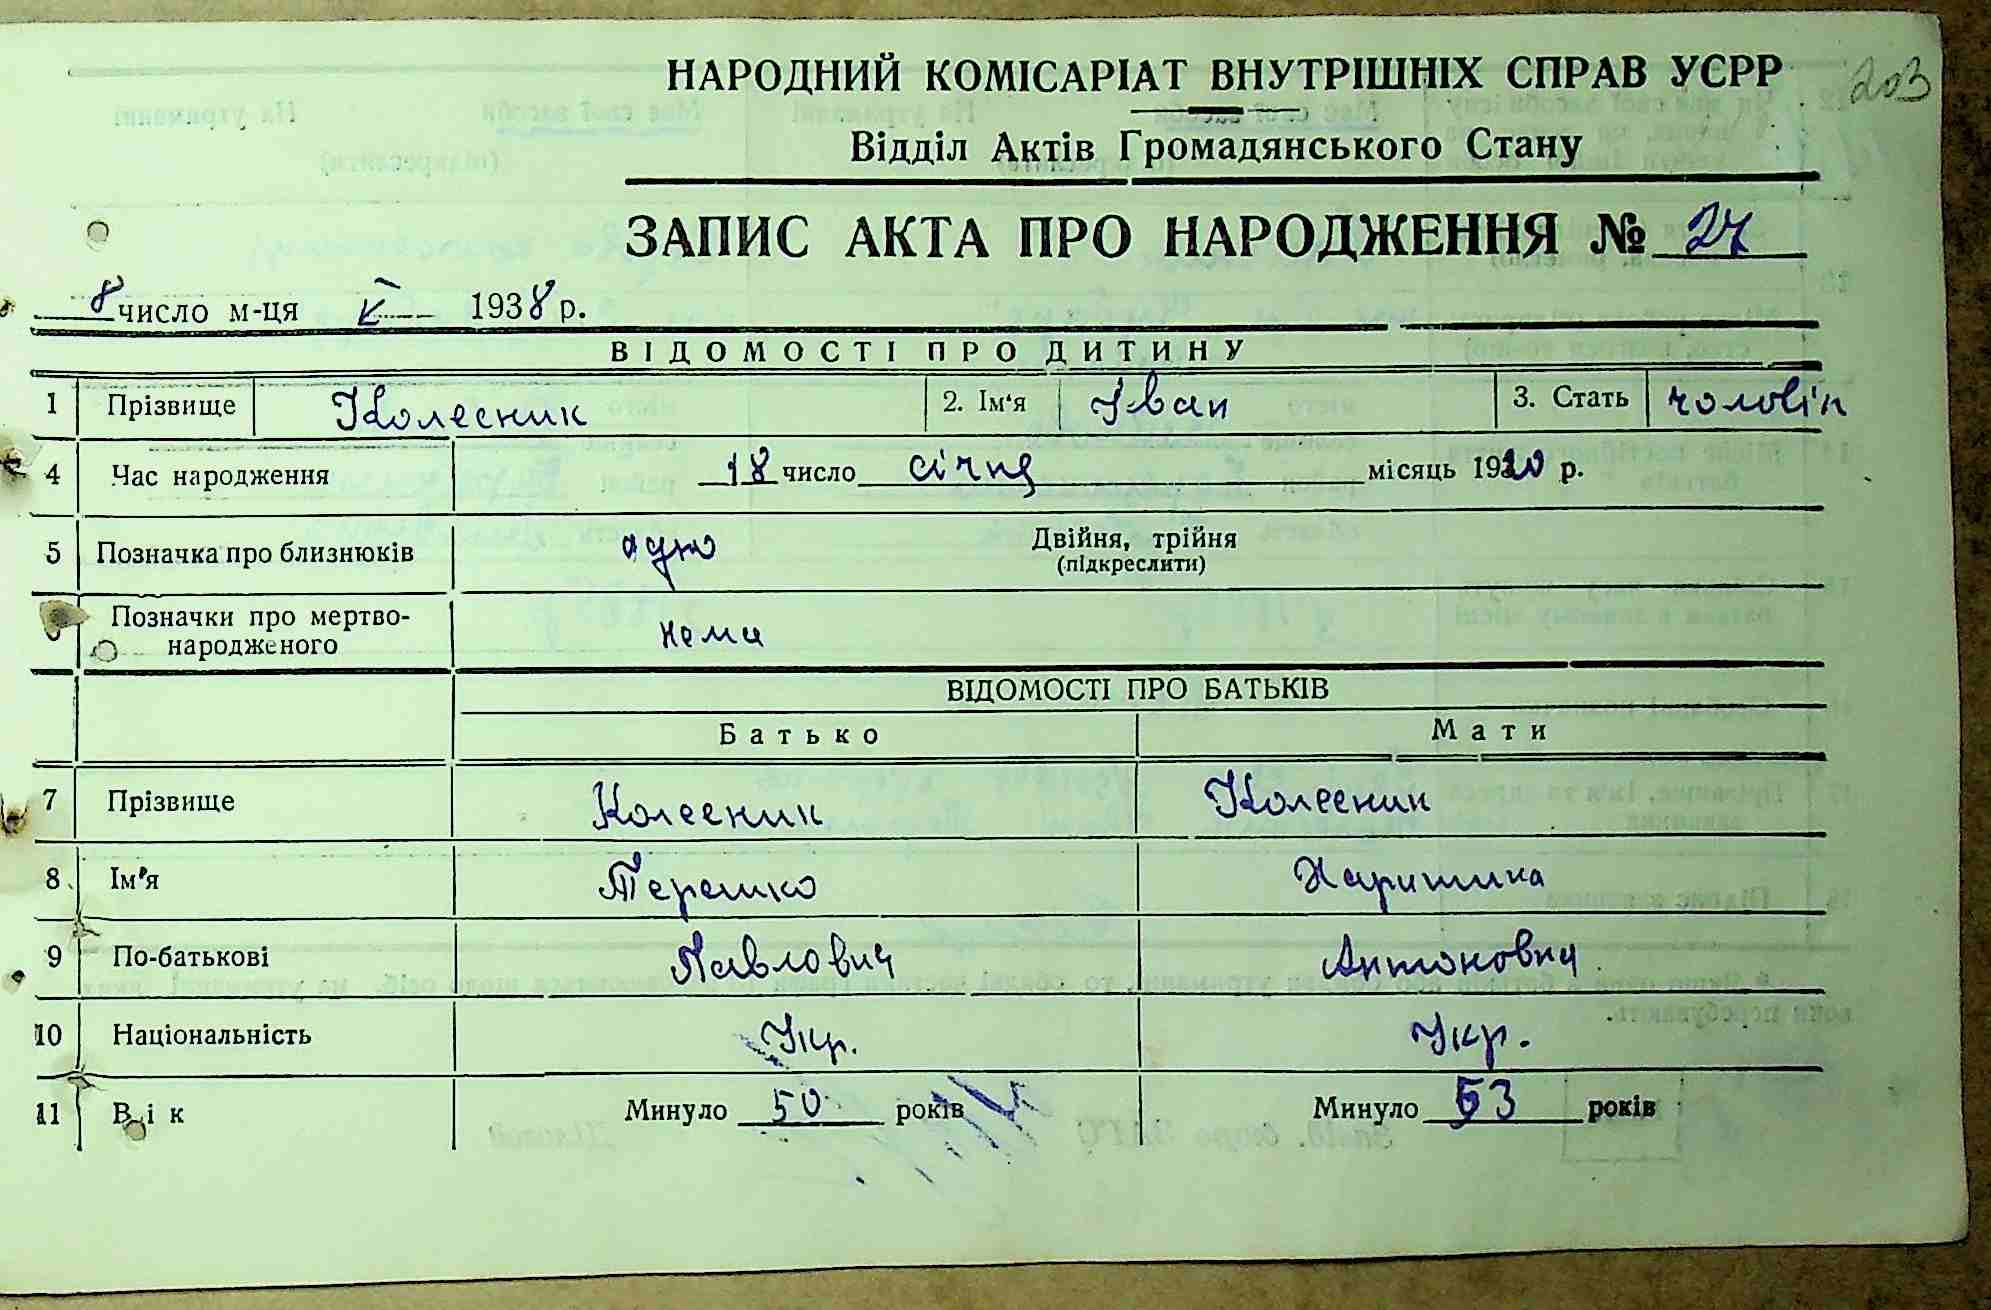 НАРОДНИЙ КОМІСАРІАТ ВНУТРІШНІХ СПРАВ УСРР 203
Відділ Актів Громадянського Стану
ЗАПИС АКТА ПРО НАРОДЖЕННЯ № 27
8 число м-ця 1938 р.
ВІДОМОСТІ ПРО ДИТИНУ
1 Прізвище Колесник 2. Ім'я Іван 3. Стать чоловіч
4 Час народження 18 число січня місяць 1920 р.
5 Позначка про близнюків одно Двійня, трійня
(підкреслити)
6 Позначки про мертво-
народженого нема
ВІДОМОСТІ ПРО БАТЬКІВ
Батько Мати
7 Прізвище Колесник Колесник
8 Ім'я Терешко Харитина
9 По-батькові Павлович Антоновна
10 Національність Укр. Укр.
11 Вік Минуло 50 років Минуло 53 років